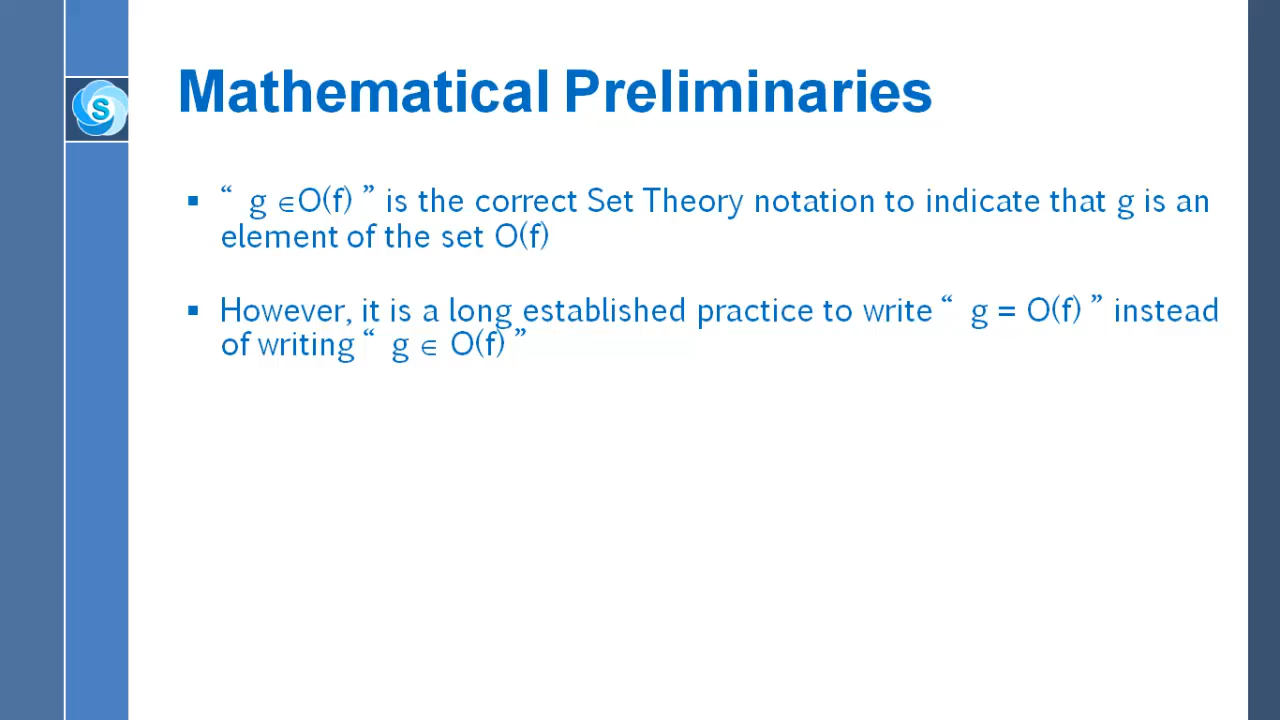 S
Mathematical Preliminaries
▪ “ g ∈O(f) ” is the correct Set Theory notation to indicate that g is an
element of the set O(f)
▪ However, it is a long established practice to write “ g = O(f) ” instead
of writing “ g ∈ O(f) ”